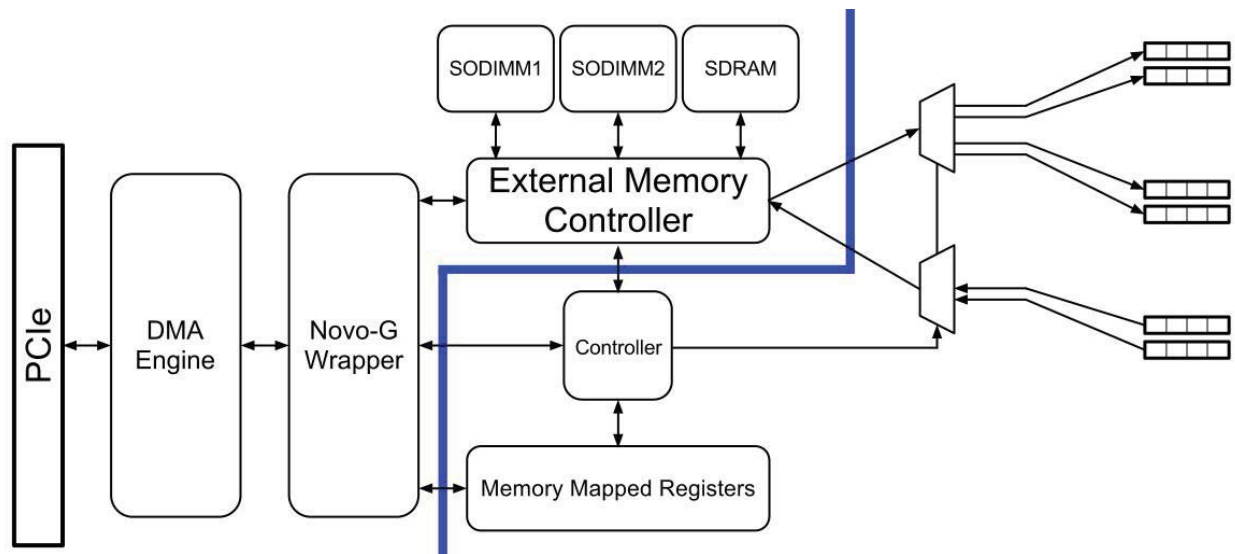 SODIMM1
SODIMM2
SDRAM
External Memory
Controller
PCIe
DMA
Engine
Novo-G
Wrapper
Controller
Memory Mapped Registers